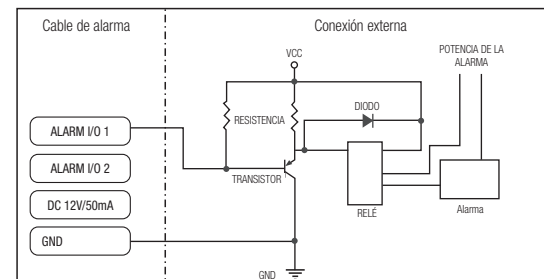 Cable de alarma
Conexión externa
VCC
POTENCIA DE LA
ALARMA
RESISTENCIA
DIODO
ALARM I/O 1
ALARM I/O 2
DC 12V/50mA
GND
TRANSISTOR
RELÉ
Alarma
GND